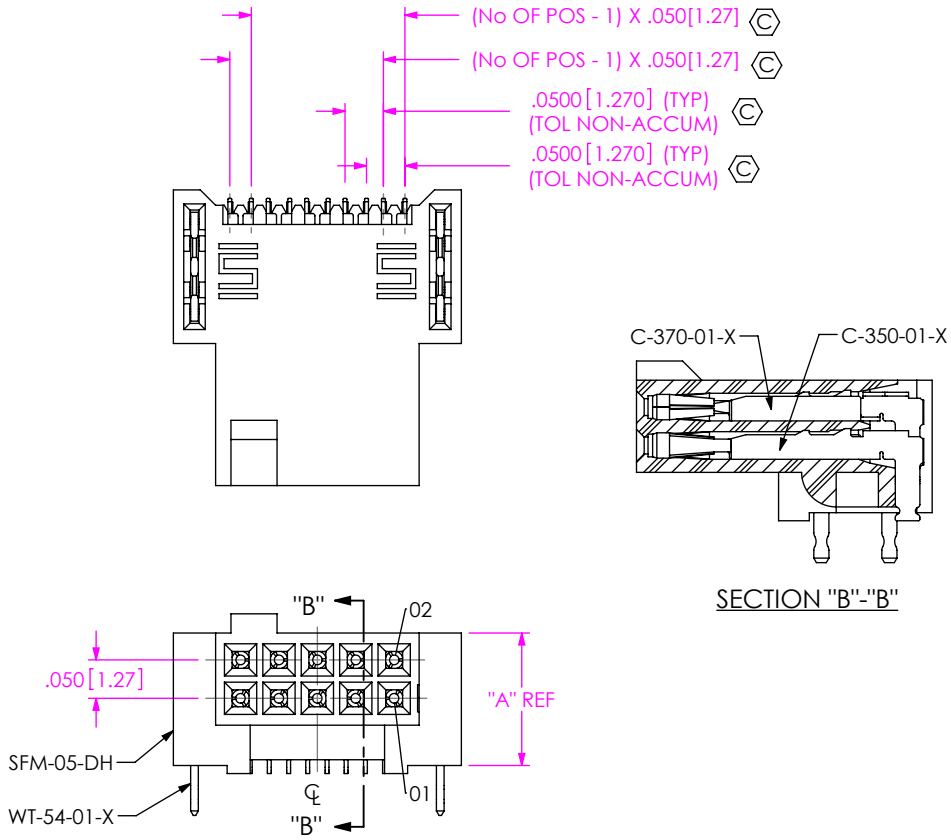 (No OF POS - 1) X .050[1.27] C
(No OF POS - 1) X .050[1.27] C
.0500 [1.270] (TYP) C
(TOL NON-ACCUM)
.0500 [1.270] (TYP) C
(TOL NON-ACCUM)
C-370-01-X
C-350-01-X
SECTION "B"-"B"
"B"
02
.050[1.27]
"A" REF
SFM-05-DH
WT-54-01-X
℄
01
"B"